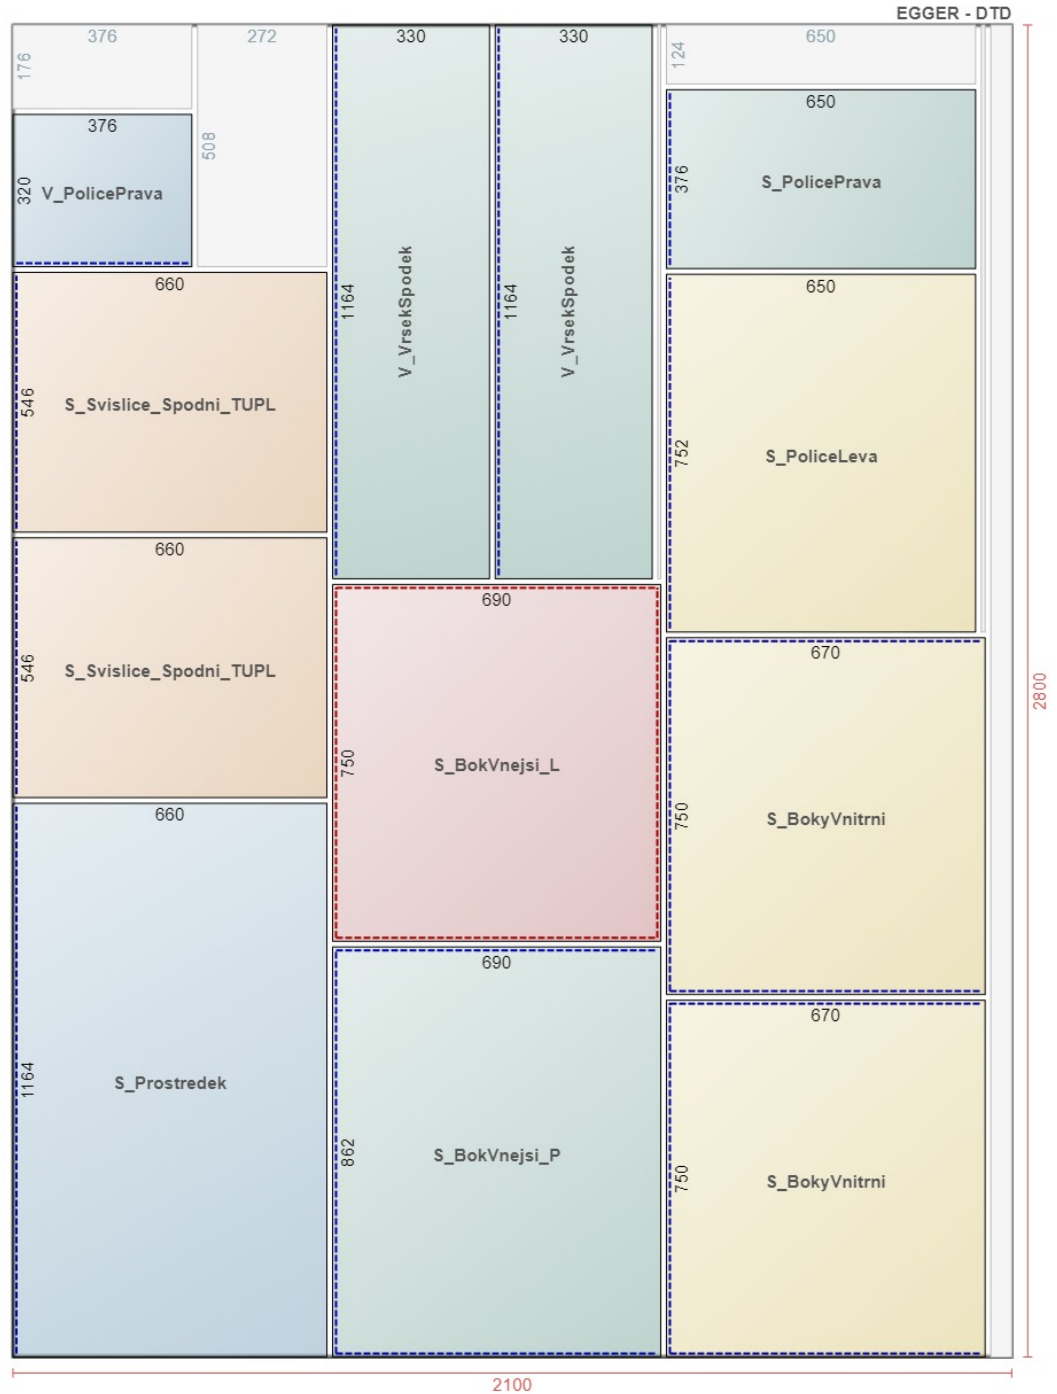 EGGER - DTD
376
176
272
508
376
320
V_PolicePrava
660
546
S_Svislice_Spodni_TUPL
660
546
S_Svislice_Spodni_TUPL
660
1164
S_Prostredek
330
1164
V_VrsekSpodek
330
1164
V_VrsekSpodek
690
750
S_BokVnejsi_L
690
862
S_BokVnejsi_P
650
124
650
376
S_PolicePrava
650
752
S_PoliceLeva
670
750
S_BokyVnitrni
670
750
S_BokyVnitrni
2800
2100